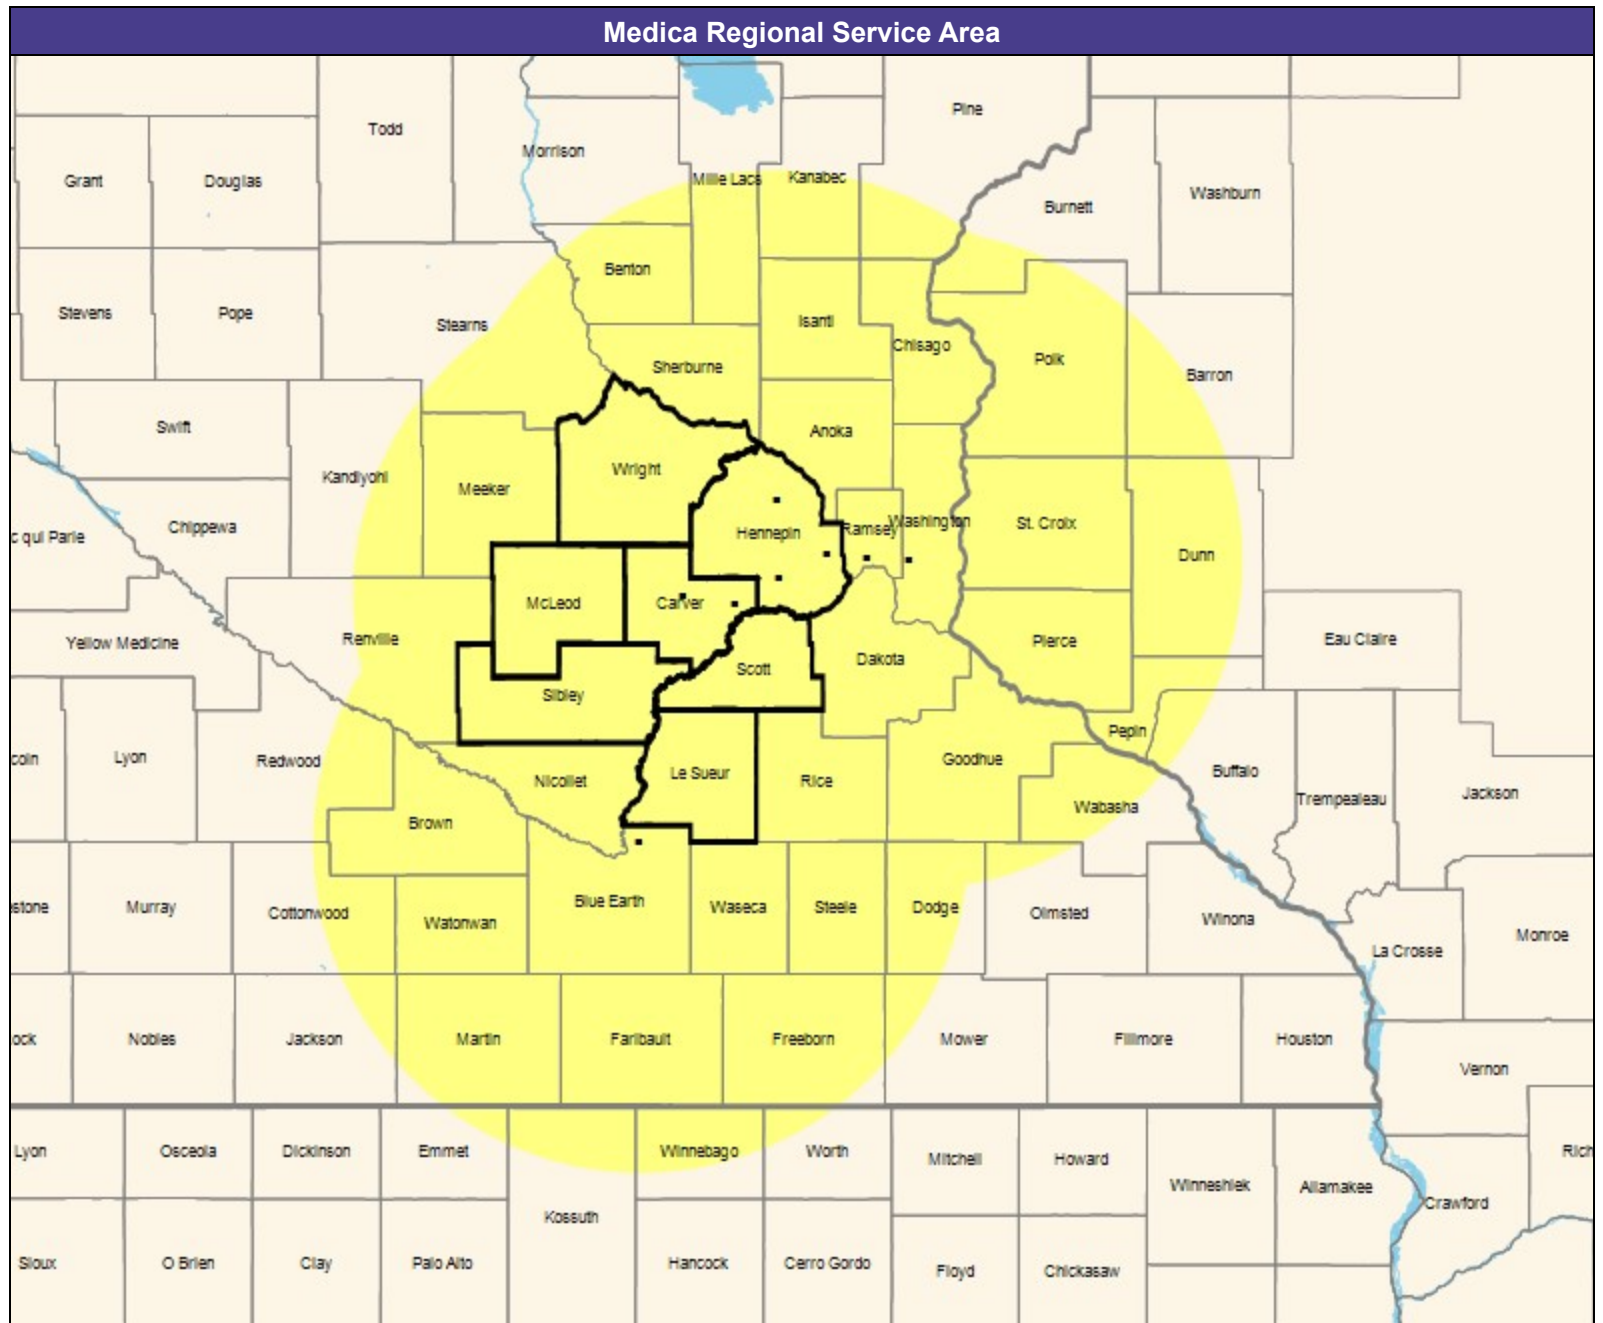 Medica Regional Service Area
Pine
Todd
Morrison
Grant
Douglas
Mille Lacs
Kanabec
Washburn
Burnett
Benton
Stevens
Pope
Stearns
Isanti
Chisago
Polk
Barron
Sherburne
Swift
Anoka
Wright
Kandiyohi
Meeker
Chippewa
Hennepin
Ramsey
Washington
St. Croix
c qui Parle
Dunn
McLeod
Carver
Renville
Yellow Medicine
Pierce
Eau Claire
Dakota
Scott
Sibley
Pepin
coln
Lyon
Redwood
Nicollet
Le Sueur
Rice
Goodhue
Buffalo
Trempealeau
Jackson
Wabasha
Brown
stone
Murray
Cottonwood
Watonwan
Blue Earth
Waseca
Steele
Dodge
Olmsted
Winona
Monroe
La Crosse
ock
Nobles
Jackson
Martin
Faribault
Freeborn
Mower
Fillmore
Houston
Vernon
Lyon
Osceola
Dickinson
Emmet
Winnebago
Worth
Mitchell
Howard
Rich
Winneshiek
Allamakee
Crawford
Kossuth
Sioux
O Brien
Clay
Palo Alto
Hancock
Cerro Gordo
Floyd
Chickasaw